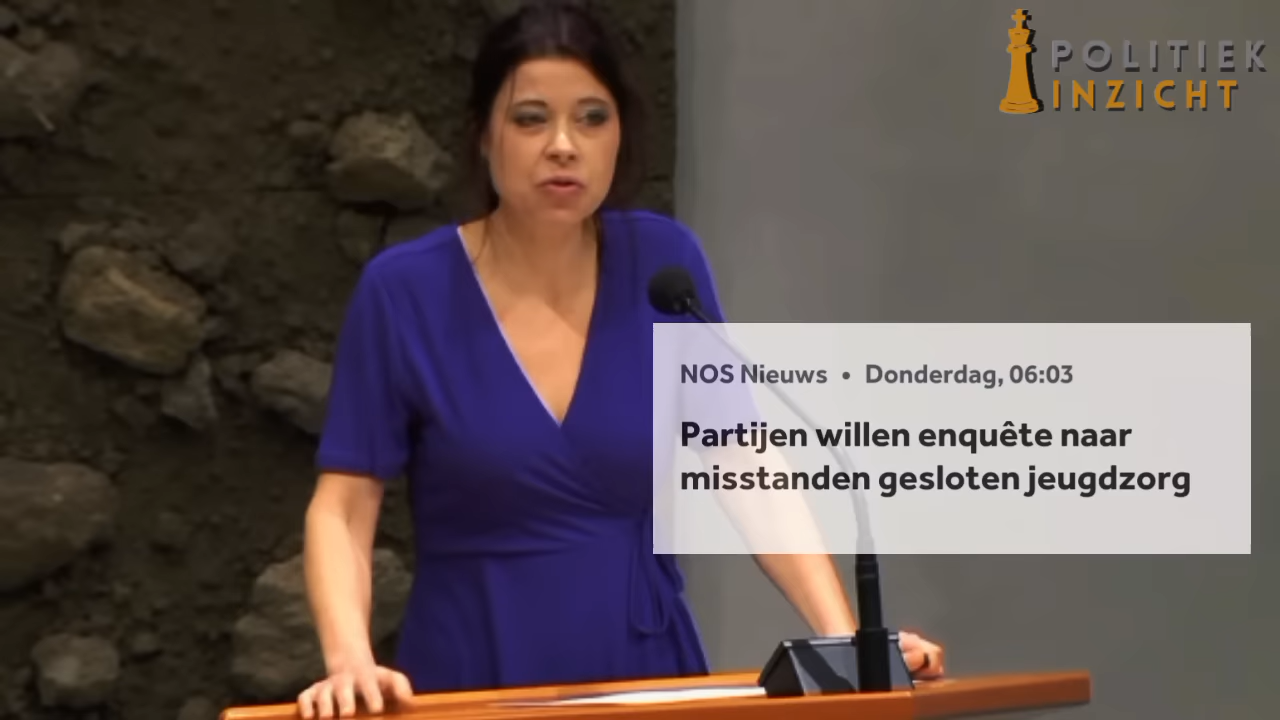 POLITIEK
INZICHT
NOS Nieuws • Donderdag, 06:03
Partijen willen enquête naar
misstanden gesloten jeugdzorg